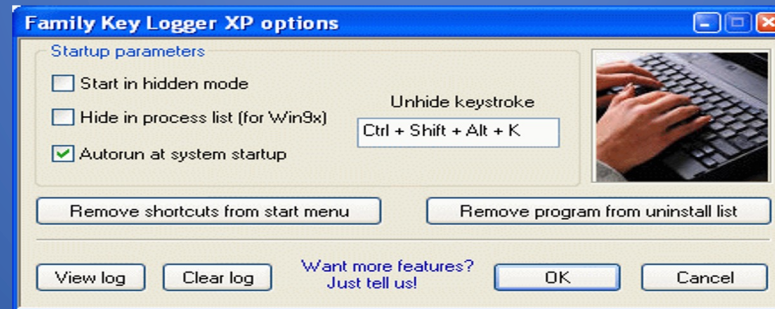 Family Key Logger XP options
Startup parameters
Start in hidden mode
Hide in process list (for Win9x)
Autorun at system startup
Unhide keystroke
Ctrl + Shift + Alt + K
Remove shortcuts from start menu
Remove program from uninstall list
View log
Clear log
Want more features?
Just tell us!
OK
Cancel